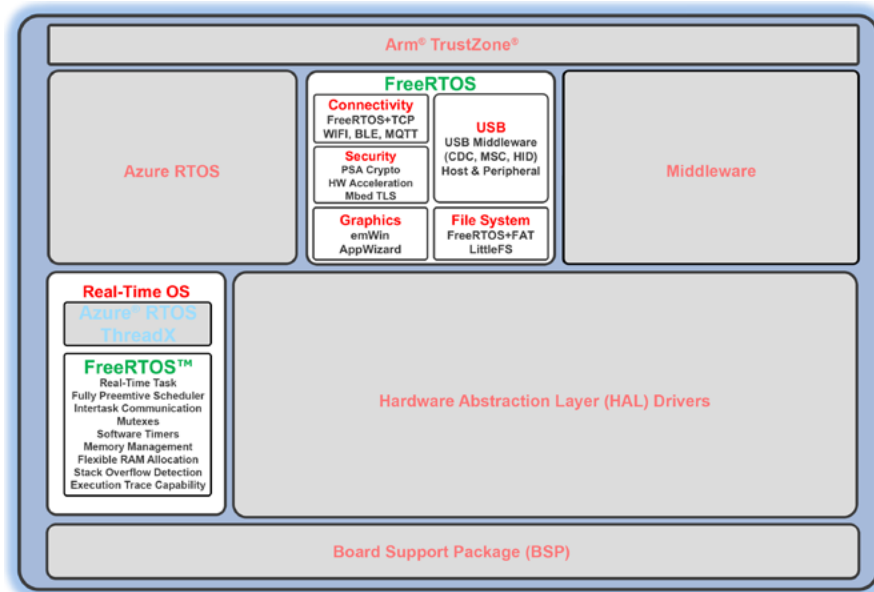 Arm® TrustZone®
Azure RTOS
FreeRTOS
Connectivity
FreeRTOS+TCP
WIFI, BLE, MQTT
Security
PSA Crypto
HW Acceleration
Mbed TLS
Graphics
emWin
AppWizard
USB
USB Middleware
(CDC, MSC, HID)
Host & Peripheral
File System
FreeRTOS+FAT
LittleFS
Middleware
Real-Time OS
Azure® RTOS
ThreadX
FreeRTOS™
Real-Time Task
Fully Preemtive Scheduler
Intertask Communication
Mutexes
Software Timers
Memory Management
Flexible RAM Allocation
Stack Overflow Detection
Execution Trace Capability
Hardware Abstraction Layer (HAL) Drivers
Board Support Package (BSP)